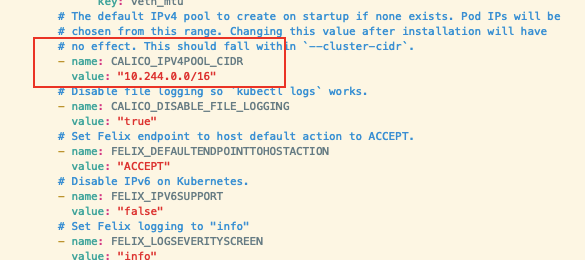 key: veth_mtu
# The default IPv4 pool to create on startup if none exists. Pod IPs will be
# chosen from this range. Changing this value after installation will have
# no effect. This should fall within `--cluster-cidr`.
- name: CALICO_IPV4POOL_CIDR
value: "10.244.0.0/16"
# Disable file logging so `kubectl logs` works.
- name: CALICO_DISABLE_FILE_LOGGING
value: "true"
# Set Felix endpoint to host default action to ACCEPT.
- name: FELIX_DEFAULTENDPOINTTOHOSTACTION
value: "ACCEPT"
# Disable IPv6 on Kubernetes.
- name: FELIX_IPV6SUPPORT
value: "false"
# Set Felix logging to "info"
- name: FELIX_LOGSEVERITYSCREEN
value: "info"